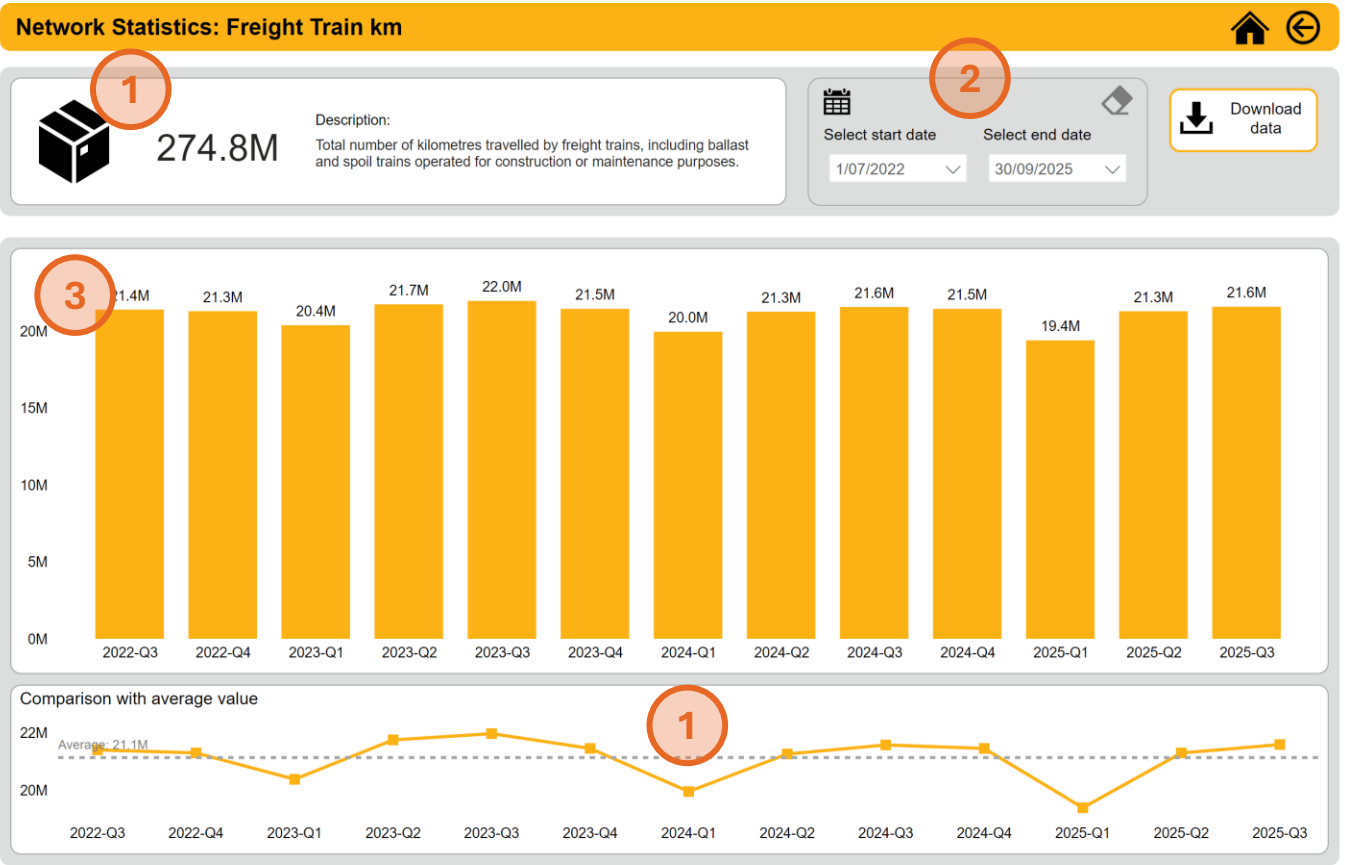 Network Statistics: Freight Train km
1
2
274.8M
Description:
Total number of kilometres travelled by freight trains, including ballast
and spoil trains operated for construction or maintenance purposes.
Select start date
Select end date
1/07/2022
30/09/2025
Download
data
3
21.4M
21.3M
20.4M
21.7M
22.0M
21.5M
20.0M
21.3M
21.6M
21.5M
19.4M
21.3M
21.6M
20M
15M
10M
5M
0M
2022-Q3
2022-Q4
2023-Q1
2023-Q2
2023-Q3
2023-Q4
2024-Q1
2024-Q2
2024-Q3
2024-Q4
2025-Q1
2025-Q2
2025-Q3
Comparison with average value
1
22M
Average: 21.1M
20M
2022-Q3
2022-Q4
2023-Q1
2023-Q2
2023-Q3
2023-Q4
2024-Q1
2024-Q2
2024-Q3
2024-Q4
2025-Q1
2025-Q2
2025-Q3